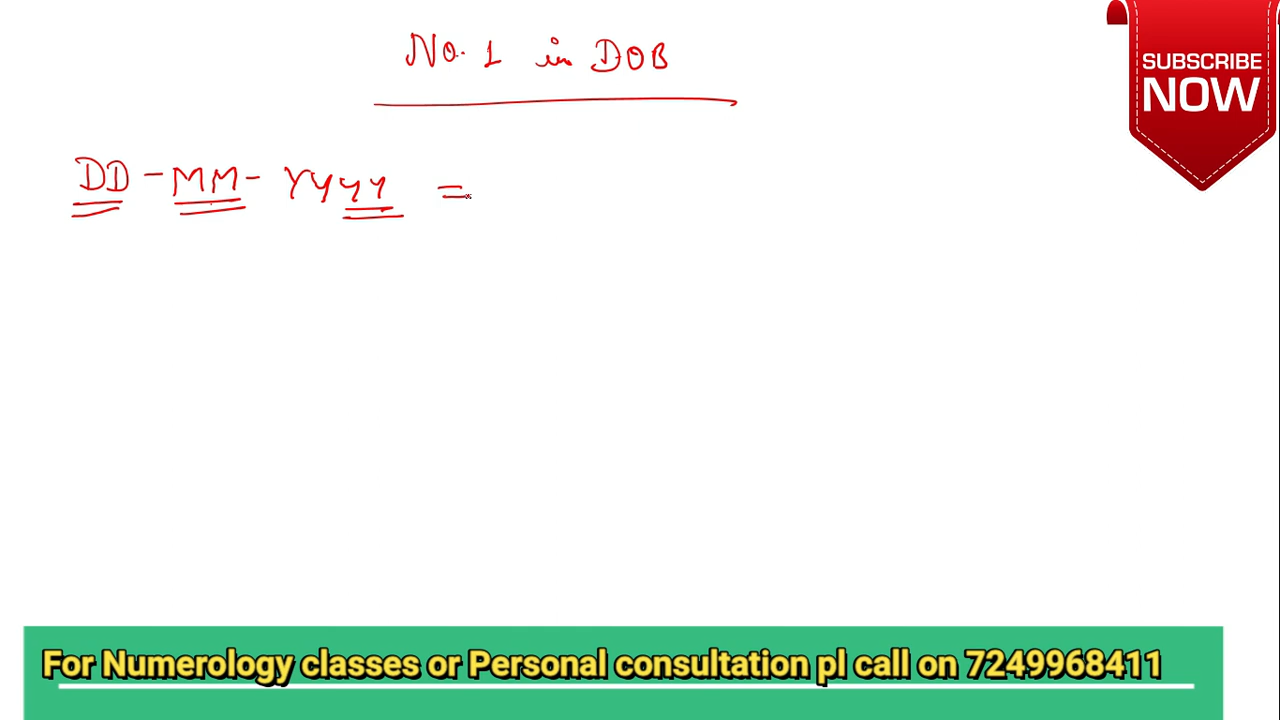 No. 1 in DOB
SUBSCRIBE
NOW
DD - MM - YYYY =
For Numerology classes or Personal consultation pl call on 7249968411